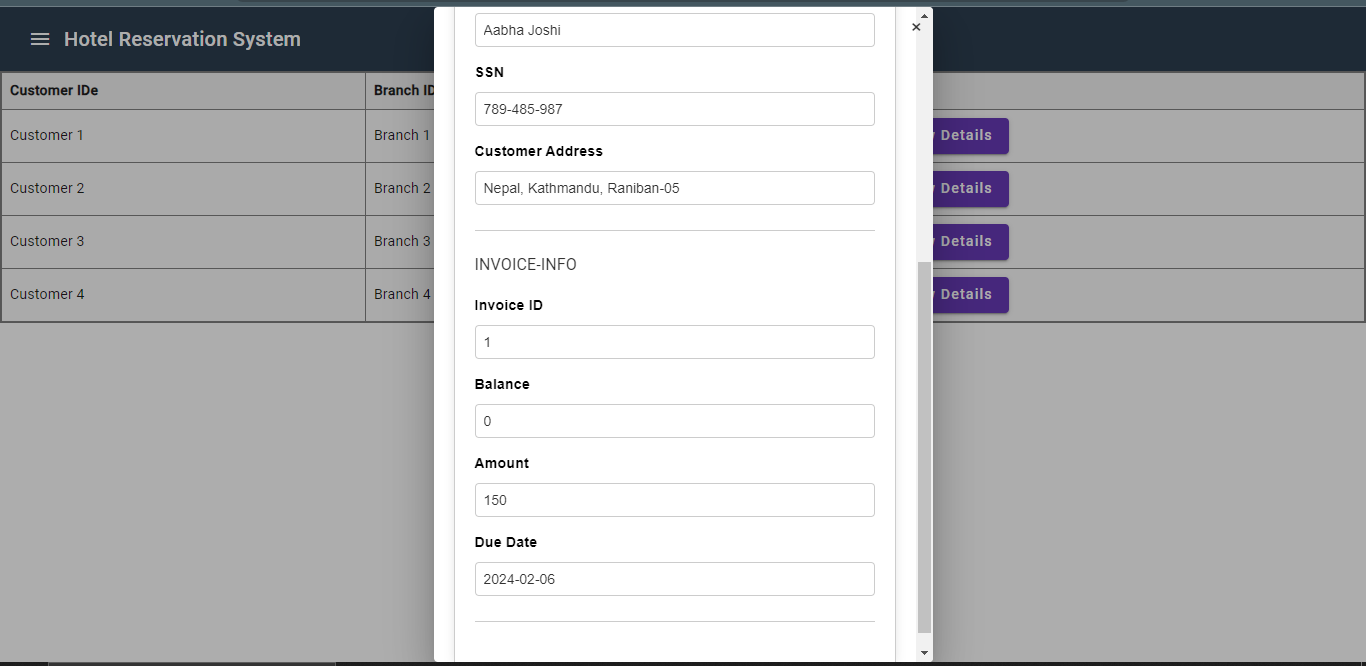 Hotel Reservation System
Customer IDe Branch ID
Customer 1 Branch 1 Details
Customer 2 Branch 2 Details
Customer 3 Branch 3 Details
Customer 4 Branch 4 Details
×
Aabha Joshi
SSN
789-485-987
Customer Address
Nepal, Kathmandu, Raniban-05
INVOICE-INFO
Invoice ID
1
Balance
0
Amount
150
Due Date
2024-02-06